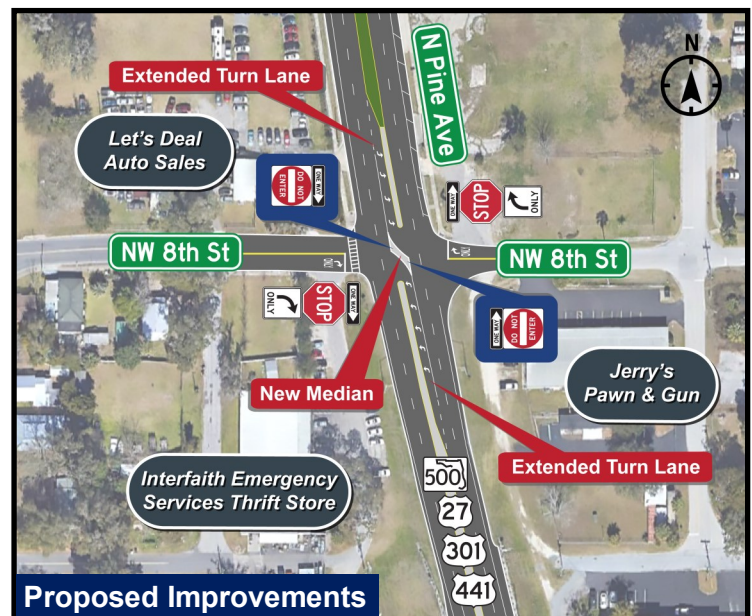 N
N Pine Ave
Extended Turn Lane
Let's Deal
Auto Sales
ONE WAY
DO NOT
ENTER
ONE WAY
STOP
ONLY
NW 8th St
ONLY
ONLY
NW 8th St
ONLY
STOP
ONE WAY
ONE WAY
DO NOT
ENTER
New Median
Jerry's
Pawn & Gun
Extended Turn Lane
Interfaith Emergency
Services Thrift Store
500
27
301
441
Proposed Improvements